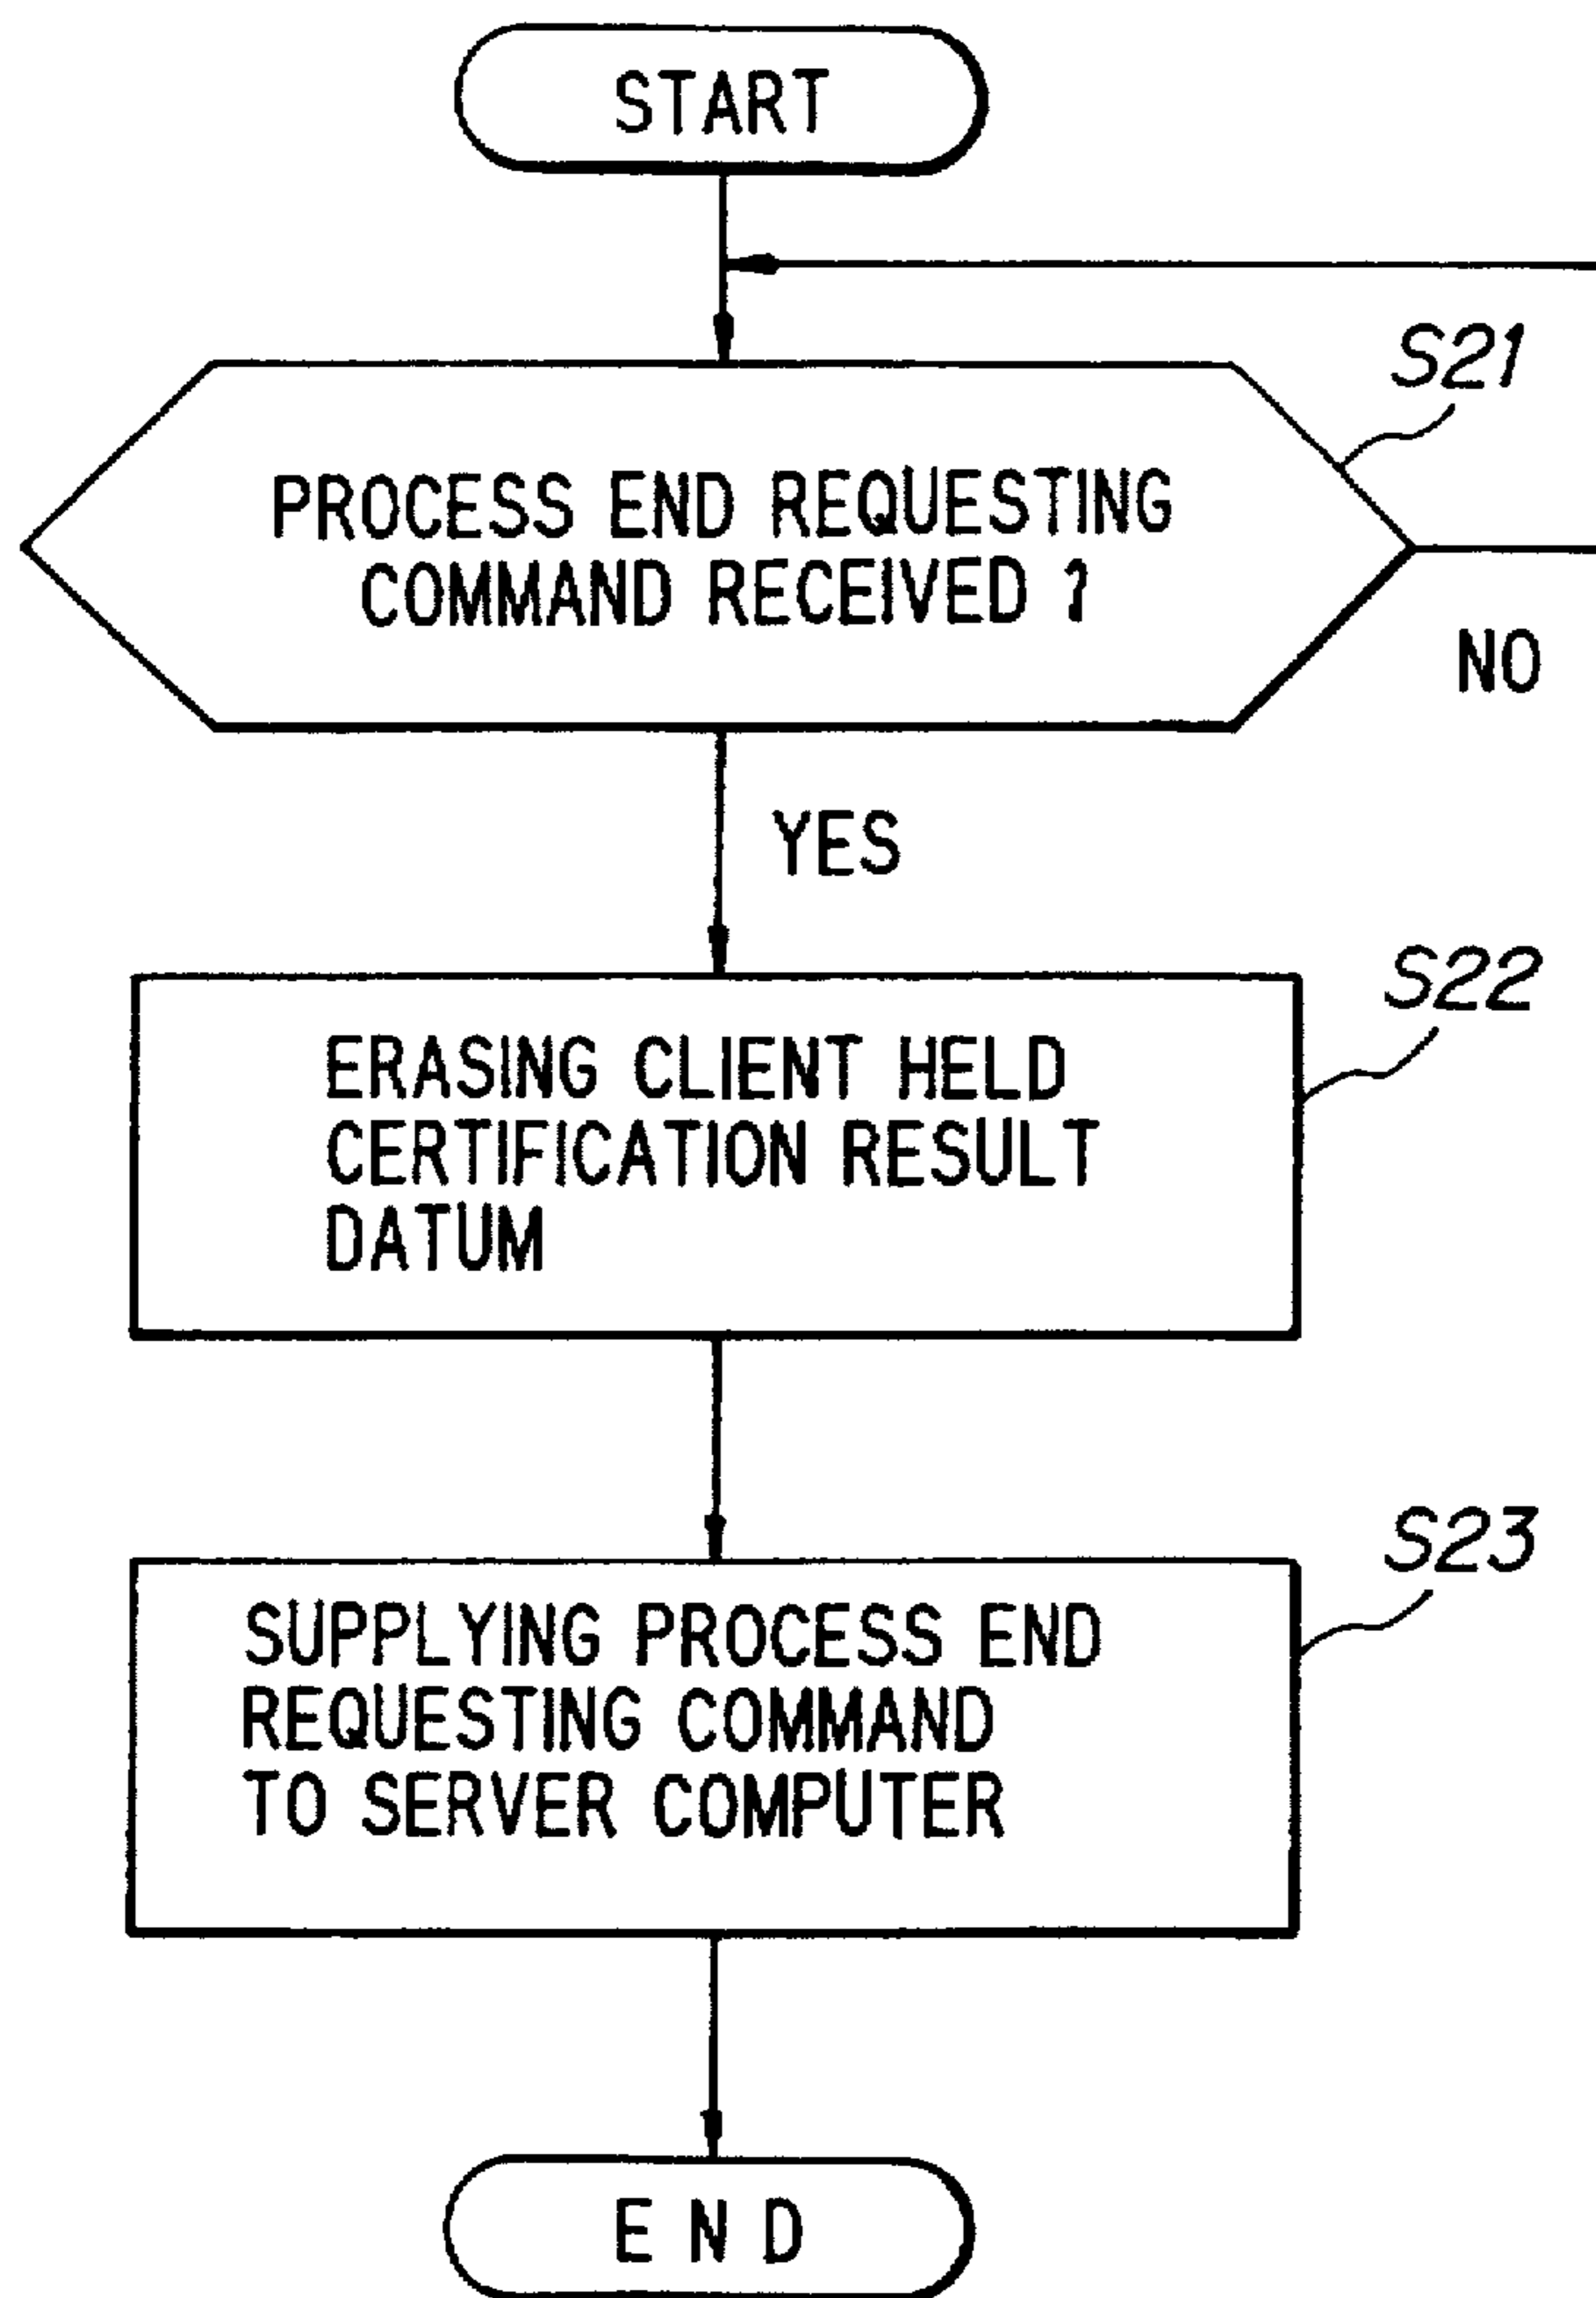 START
S21
PROCESS END REQUESTING
COMMAND RECEIVED ?
NO
YES
S22
ERASING CLIENT HELD
CERTIFICATION RESULT
DATUM
S23
SUPPLYING PROCESS END
REQUESTING COMMAND
TO SERVER COMPUTER
END